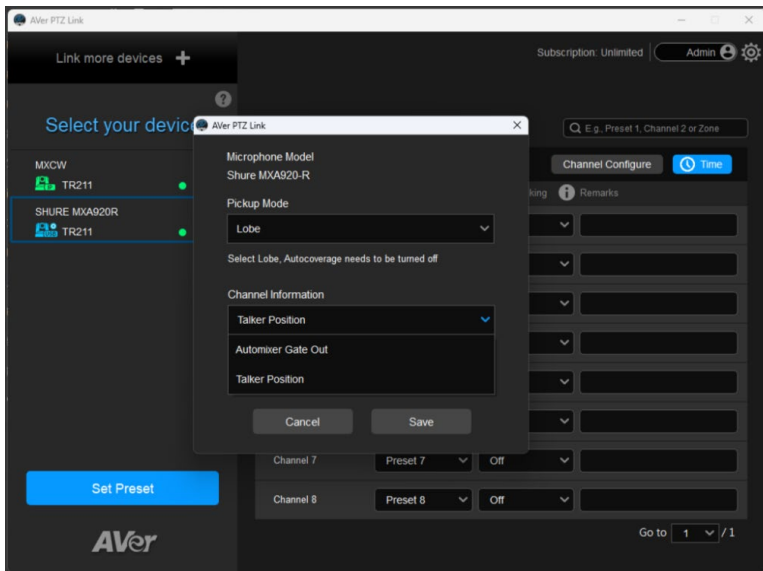 AVer PTZ Link
Link more devices +
Subscription: Unlimited | Admin
?
Select your device
E.g., Preset 1, Channel 2 or Zone
AVer PTZ Link
MXCW
TR211
SHURE MXA920R
TR211
Channel Configure
Time
king i Remarks
Microphone Model
Shure MXA920-R
Pickup Mode
Lobe
Select Lobe, Autocoverage needs to be turned off
Channel Information
Talker Position
Automixer Gate Out
Talker Position
Cancel Save
Channel 7 Preset 7 Off
Channel 8 Preset 8 Off
Set Preset
Go to 1 / 1
AVer